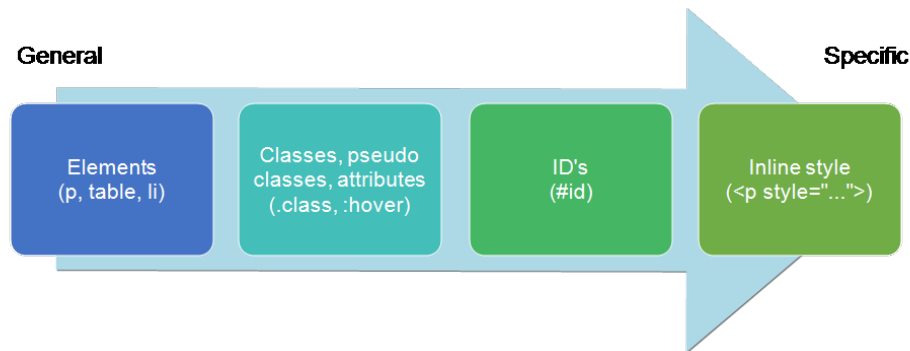 General
Specific
Elements
(p, table, li)
Classes, pseudo
classes, attributes
(.class, :hover)
ID's
(#id)
Inline style
(<p style="...">)